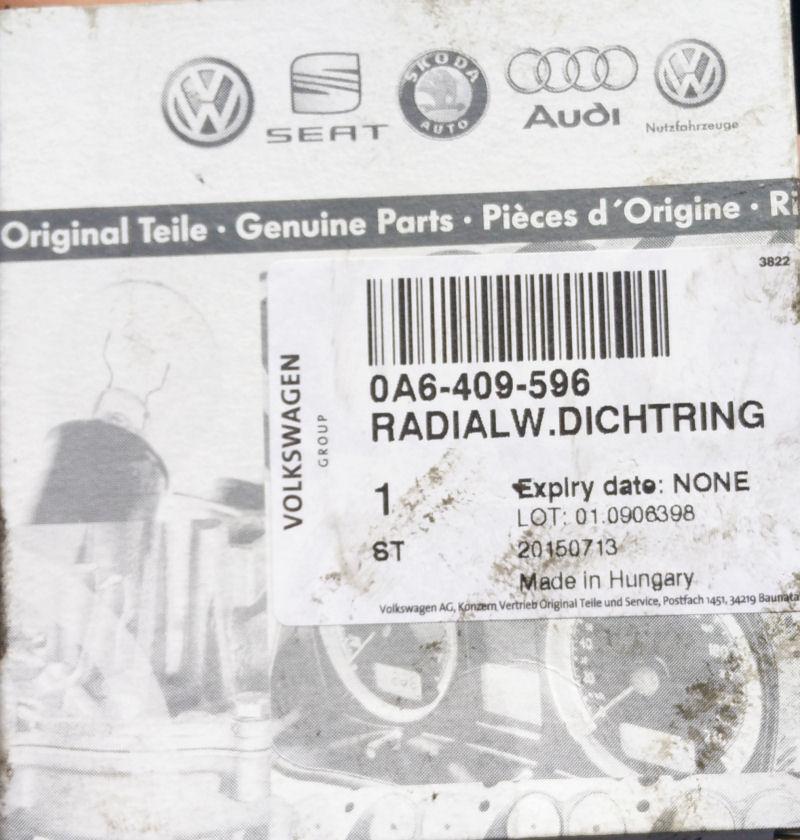 SEAT
SKODA
AUTO
Audi
Nutzfahrzeuge
Original Teile · Genuine Parts · Pièces d'Origine · Ri
3822
VOLKSWAGEN
GROUP
0A6-409-596
RADIALW.DICHTRING
1
Expiry date: NONE
LOT: 01.0906398
ST
20150713
Made in Hungary
Volkswagen AG, Konzern Vertrieb Original Teile und Service, Postfach 1451, 34219 Baunata